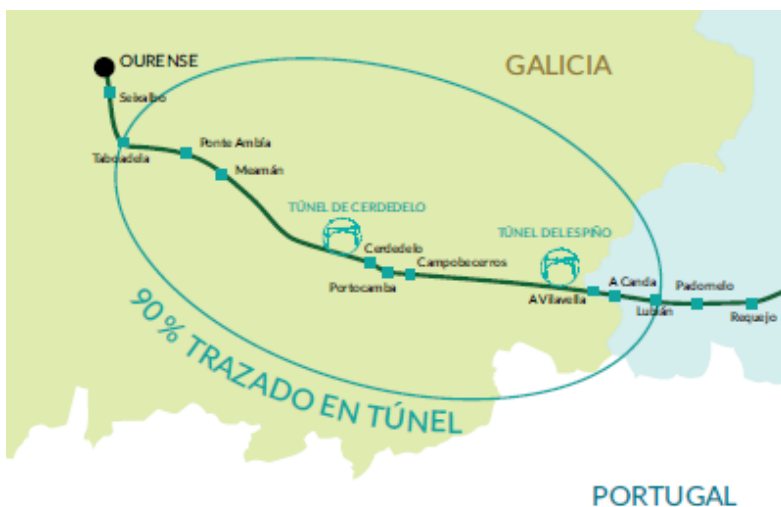 OURENSE
GALICIA
Seixalbo
Taboadela
Ponte Ambía
Meamán
TÚNEL DE CERDEDELO
TÚNEL DEL ESPIÑO
Cerdedelo
Campobecerros
Portocamba
A Vilavella
A Canda
Lubián
Padornelo
Requejo
90% TRAZADO EN TÚNEL
PORTUGAL